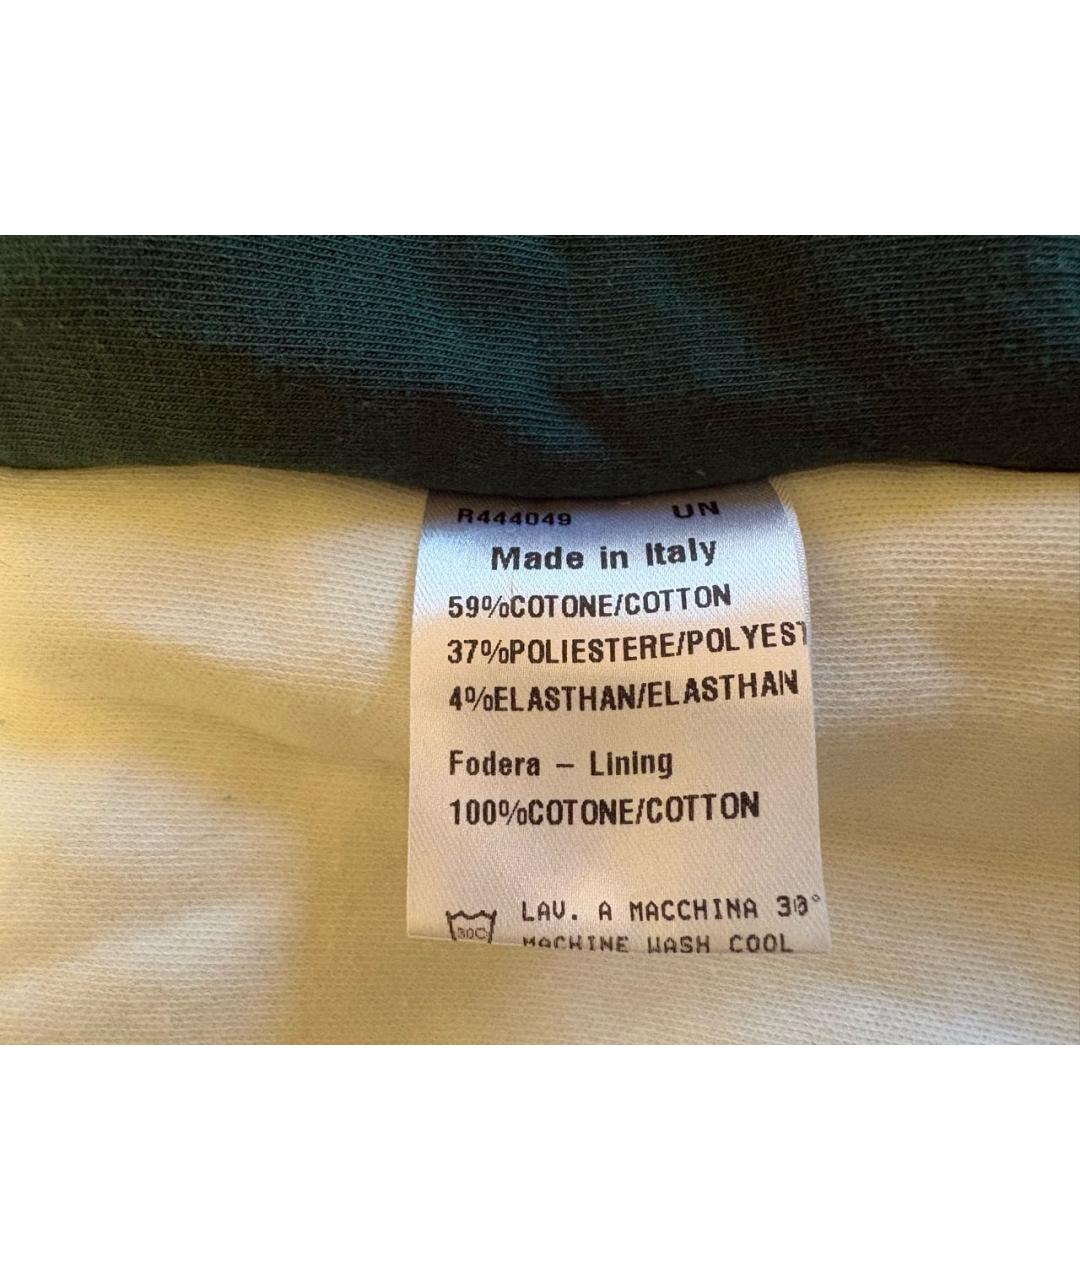 R444049 UN
Made in Italy
59%COTONE/COTTON
37%POLIESTERE/POLYEST
4%ELASTHAN/ELASTHAN
Fodera – Lining
100%COTONE/COTTON
30C
LAV. A MACCHINA 30°
MACHINE WASH COOL